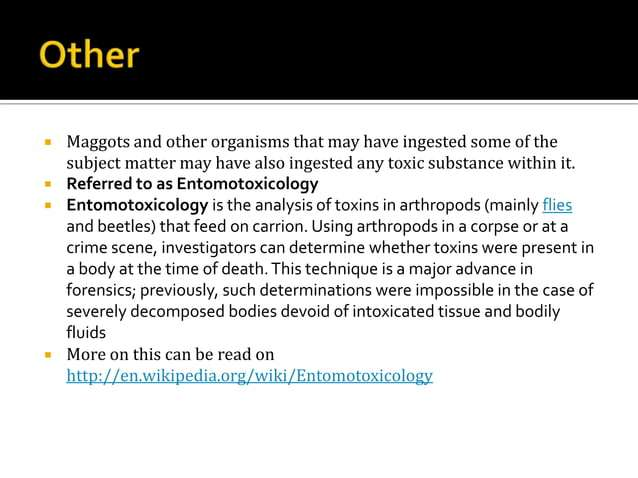 Other
Maggots and other organisms that may have ingested some of the
subject matter may have also ingested any toxic substance within it.
Referred to as Entomotoxicology
Entomotoxicology is the analysis of toxins in arthropods (mainly flies
and beetles) that feed on carrion. Using arthropods in a corpse or at a
crime scene, investigators can determine whether toxins were present in
a body at the time of death. This technique is a major advance in
forensics; previously, such determinations were impossible in the case of
severely decomposed bodies devoid of intoxicated tissue and bodily
fluids
More on this can be read on
http://en.wikipedia.org/wiki/Entomotoxicology